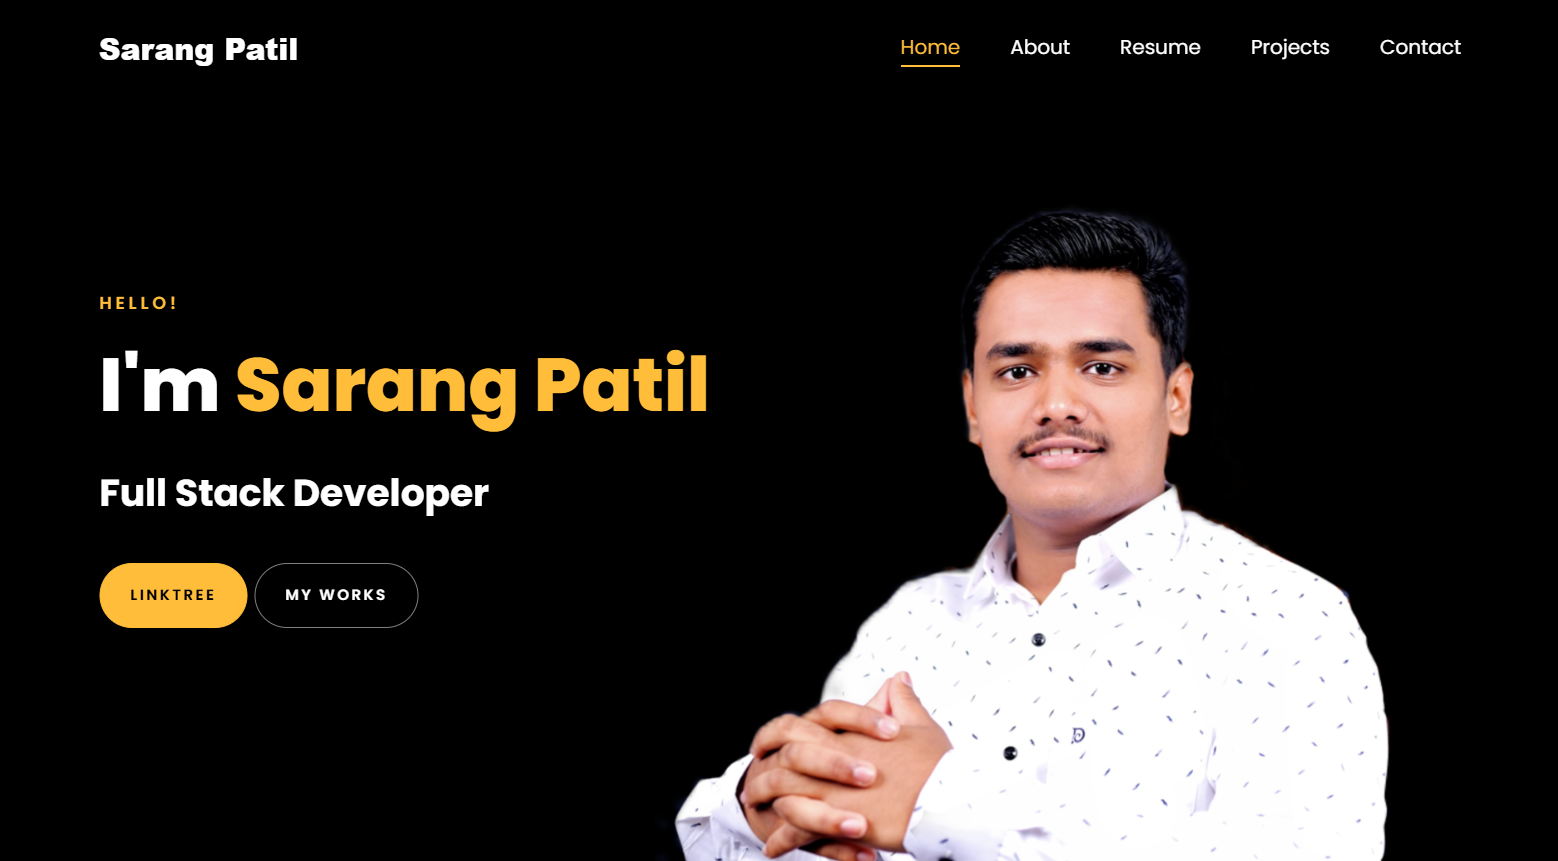 Sarang Patil
Home About Resume Projects Contact
HELLO!
I'm Sarang Patil
Full Stack Developer
LINKTREE MY WORKS